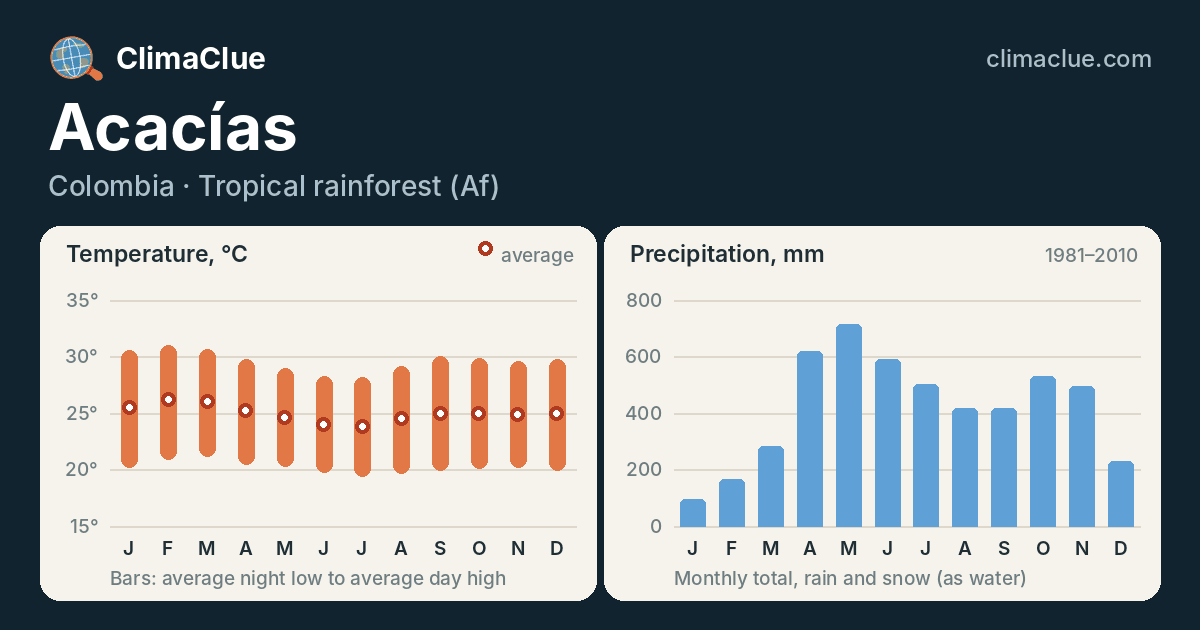 ClimaClue
climaclue.com
Acacías
Colombia · Tropical rainforest (Af)
Temperature, °C
average
35°
30°
25°
20°
15°
J F M A M J J A S O N D
Bars: average night low to average day high
Precipitation, mm
1981–2010
800
600
400
200
0
J F M A M J J A S O N D
Monthly total, rain and snow (as water)